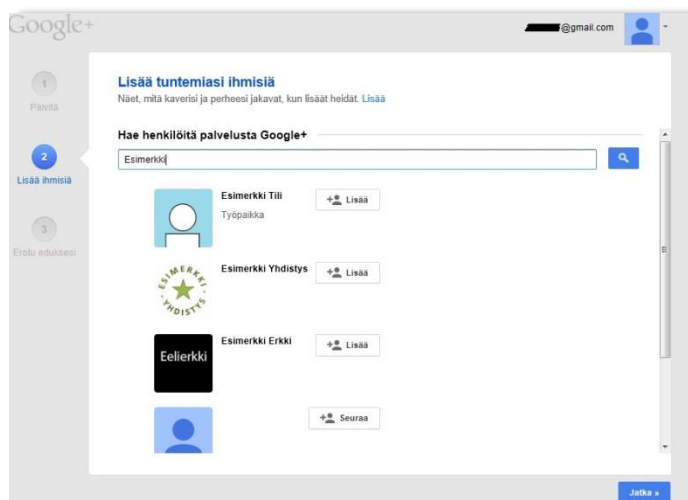 Google+
@gmail.com
1
Päivitä
2
Lisää ihmisiä
3
Erotu eduksesi
Lisää tuntemiasi ihmisiä
Näet, mitä kaverisi ja perheesi jakavat, kun lisäät heidät. Lisää
Hae henkilöitä palvelusta Google+
Esimerkki
Esimerkki Tili
Työpaikka
Lisää
ESIMERKKI
YHDISTYS
Esimerkki Yhdistys
Lisää
Eelierkki
Esimerkki Erkki
Lisää
Seuraa
Jatka »